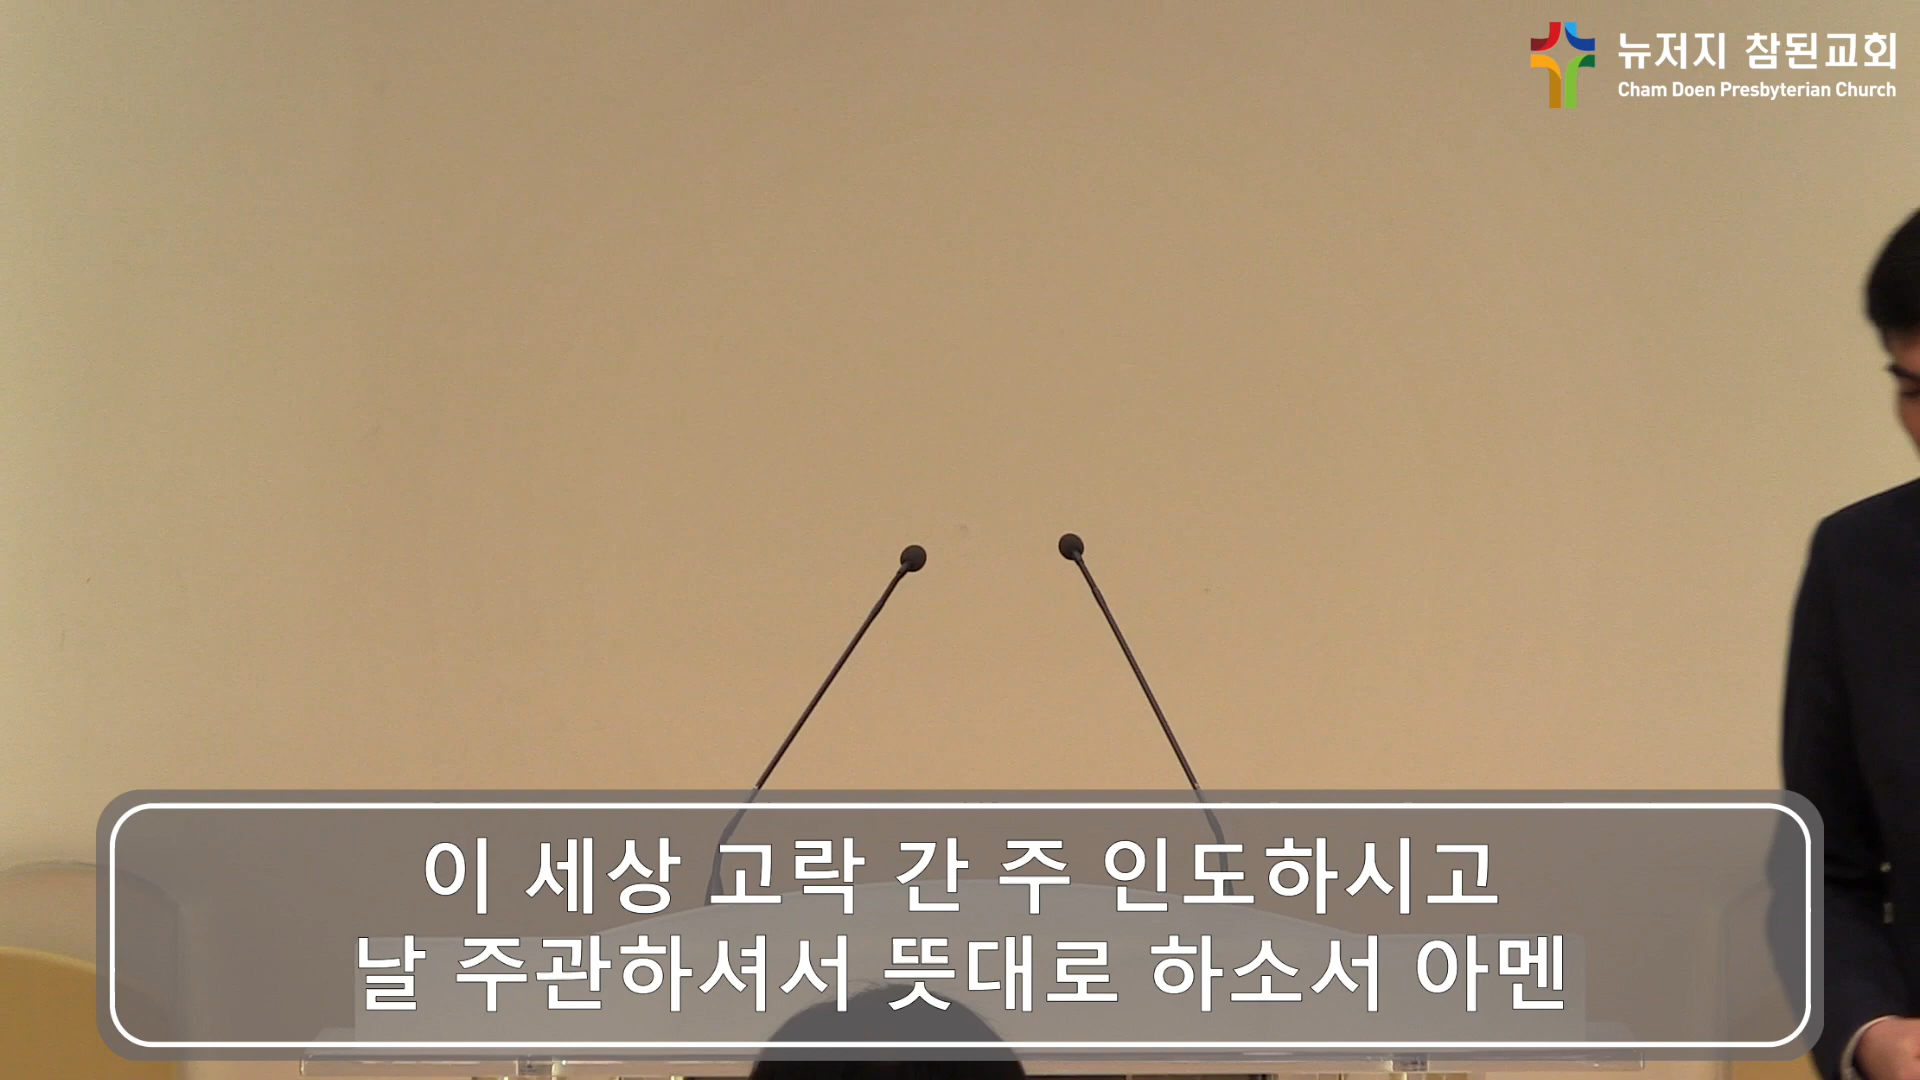 뉴저지 참된교회
Cham Doen Presbyterian Church
이 세상 고락 간 주 인도하시고
날 주관하셔서 뜻대로 하소서 아멘